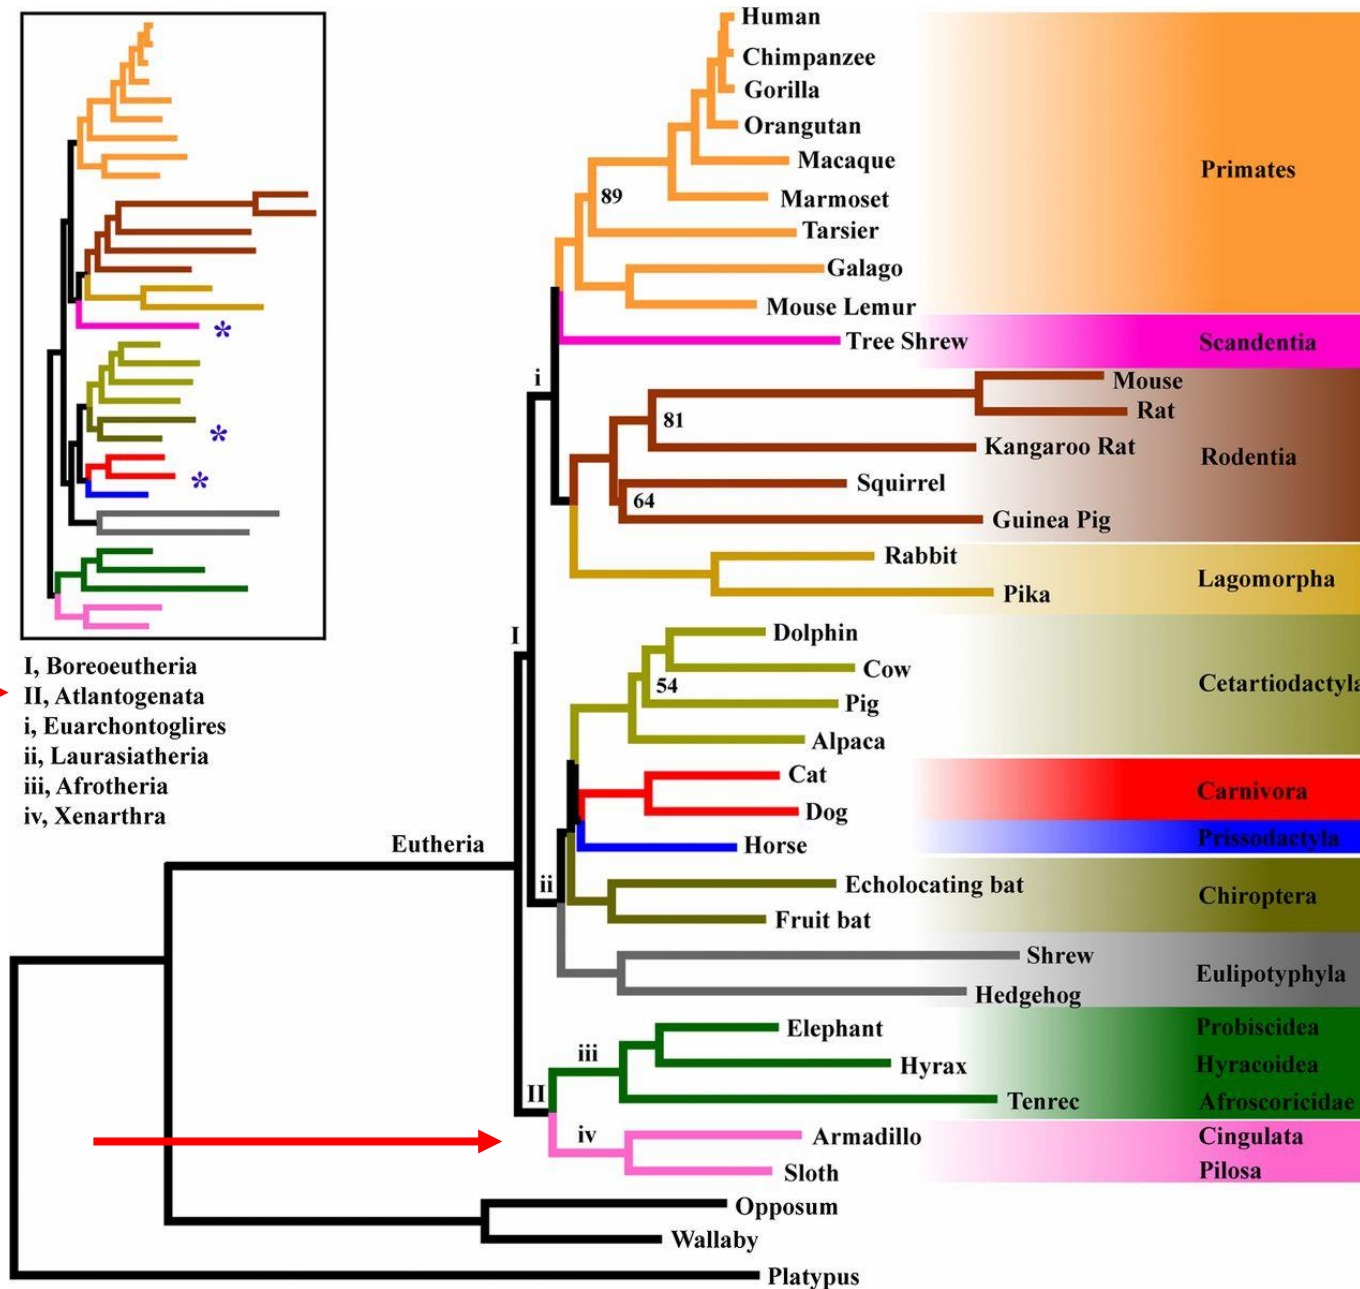 Human
Chimpanzee
Gorilla
Orangutan
Macaque
Primates
89
Marmoset
Tarsier
Galago
Mouse Lemur
*
Tree Shrew
Scandentia
i
Mouse
Rat
81
*
Kangaroo Rat
Rodentia
*
Squirrel
64
Guinea Pig
Rabbit
Lagomorpha
Pika
I
Dolphin
I, Boreoeutheria
Cow
II, Atlantogenata
54
Cetartiodactyla
Pig
i, Euarchontoglires
Alpaca
ii, Laurasiatheria
iii, Afrotheria
iv, Xenarthra
Cat
Carnivora
Dog
Eutheria
Horse
Prissodactyla
ii
Echolocating bat
Chiroptera
Fruit bat
Shrew
Eulipotyphyla
Hedgehog
Elephant
Probiscidea
iii
Hyrax
Hyracoidea
II
Tenrec
Afroscoricidae
iv
Armadillo
Cingulata
Sloth
Pilosa
Opposum
Wallaby
Platypus